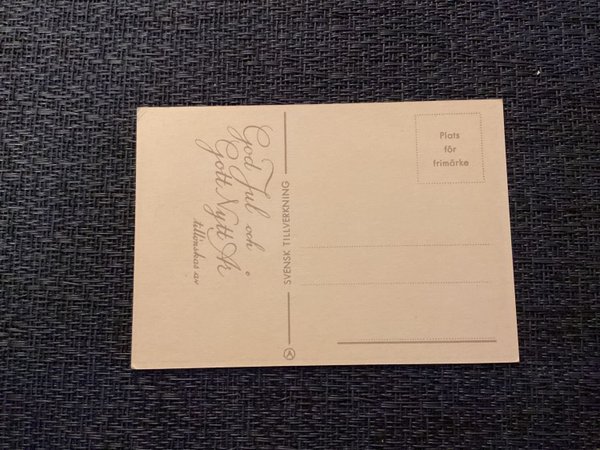 God Jul och
Gott Nytt År
tillönskas av
SVENSK TILLVERKNING
Plats
för
frimärke